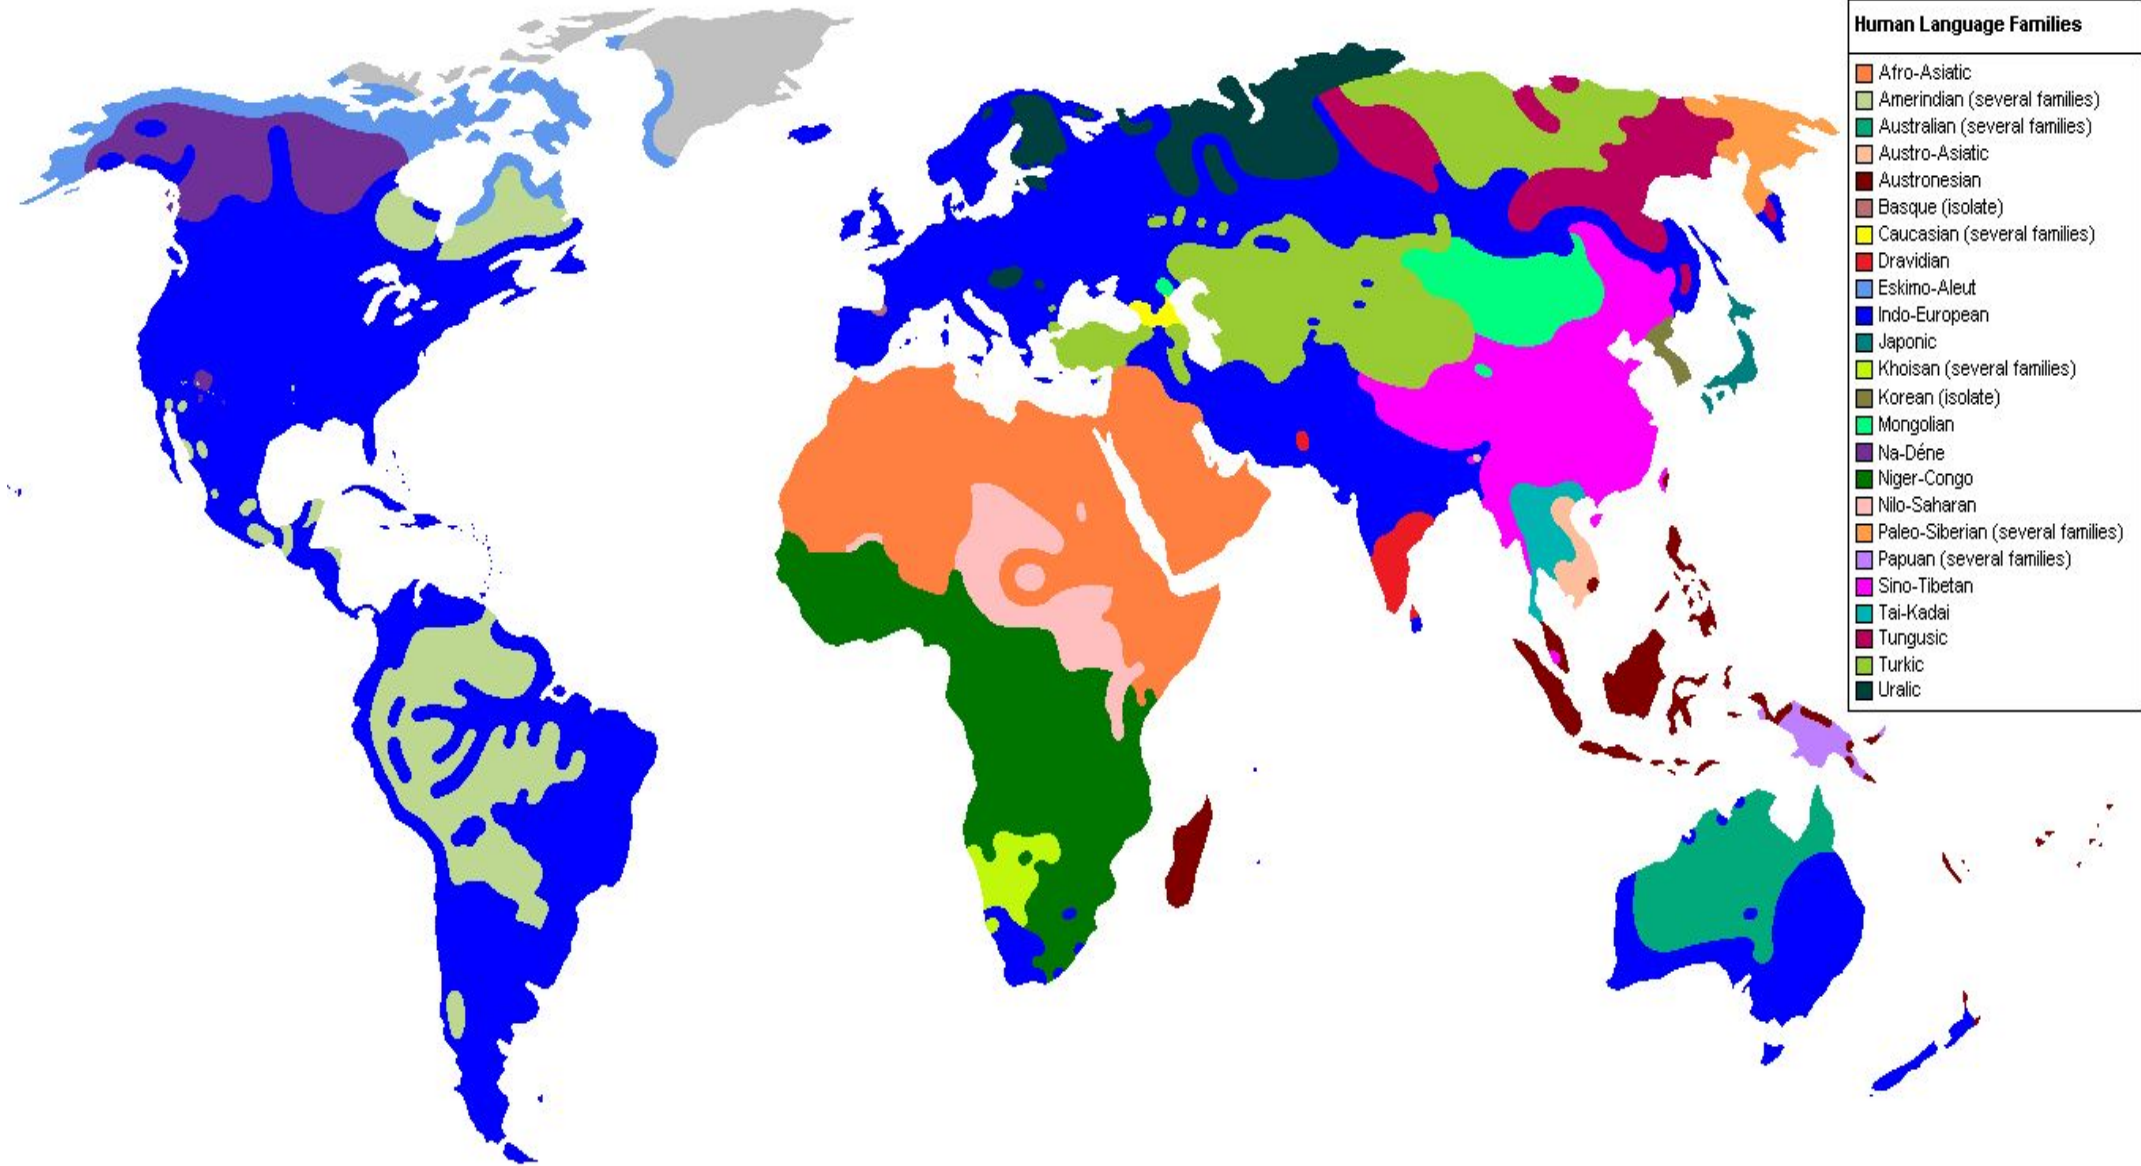 Human Language Families
Afro-Asiatic
Amerindian (several families)
Australian (several families)
Austro-Asiatic
Austronesian
Basque (isolate)
Caucasian (several families)
Dravidian
Eskimo-Aleut
Indo-European
Japonic
Khoisan (several families)
Korean (isolate)
Mongolian
Na-Déne
Niger-Congo
Nilo-Saharan
Paleo-Siberian (several families)
Papuan (several families)
Sino-Tibetan
Tai-Kadai
Tungusic
Turkic
Uralic